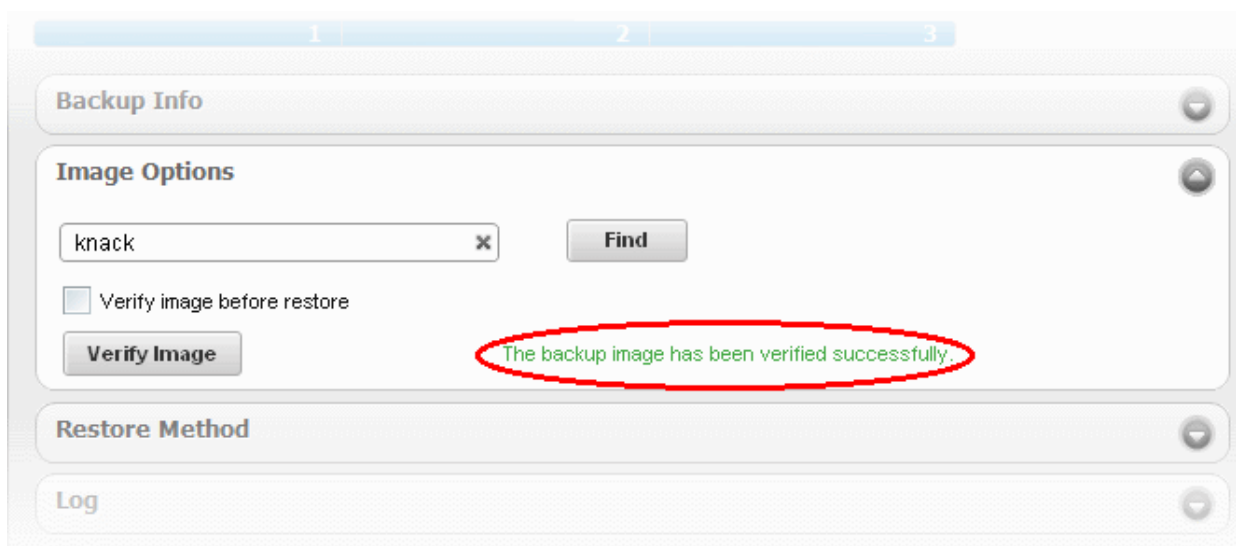 1 2 3
Backup Info
Image Options
knack Find
Verify image before restore
Verify Image The backup image has been verified successfully.
Restore Method
Log